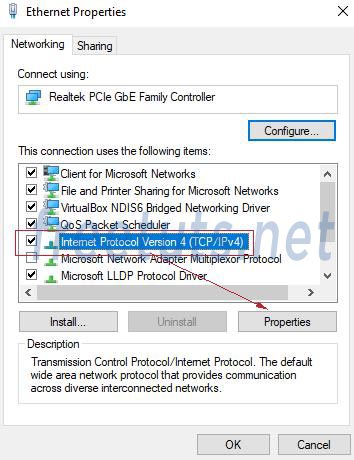 Ethernet Properties
Networking
Sharing
Connect using:
Realtek PCIe GbE Family Controller
Configure...
This connection uses the following items:
Client for Microsoft Networks
File and Printer Sharing for Microsoft Networks
VirtualBox NDIS6 Bridged Networking Driver
QoS Packet Scheduler
Internet Protocol Version 4 (TCP/IPv4)
Microsoft Network Adapter Multiplexor Protocol
Microsoft LLDP Protocol Driver
Install...
Uninstall
Properties
Description
Transmission Control Protocol/Internet Protocol. The default
wide area network protocol that provides communication
across diverse interconnected networks.
OK
Cancel